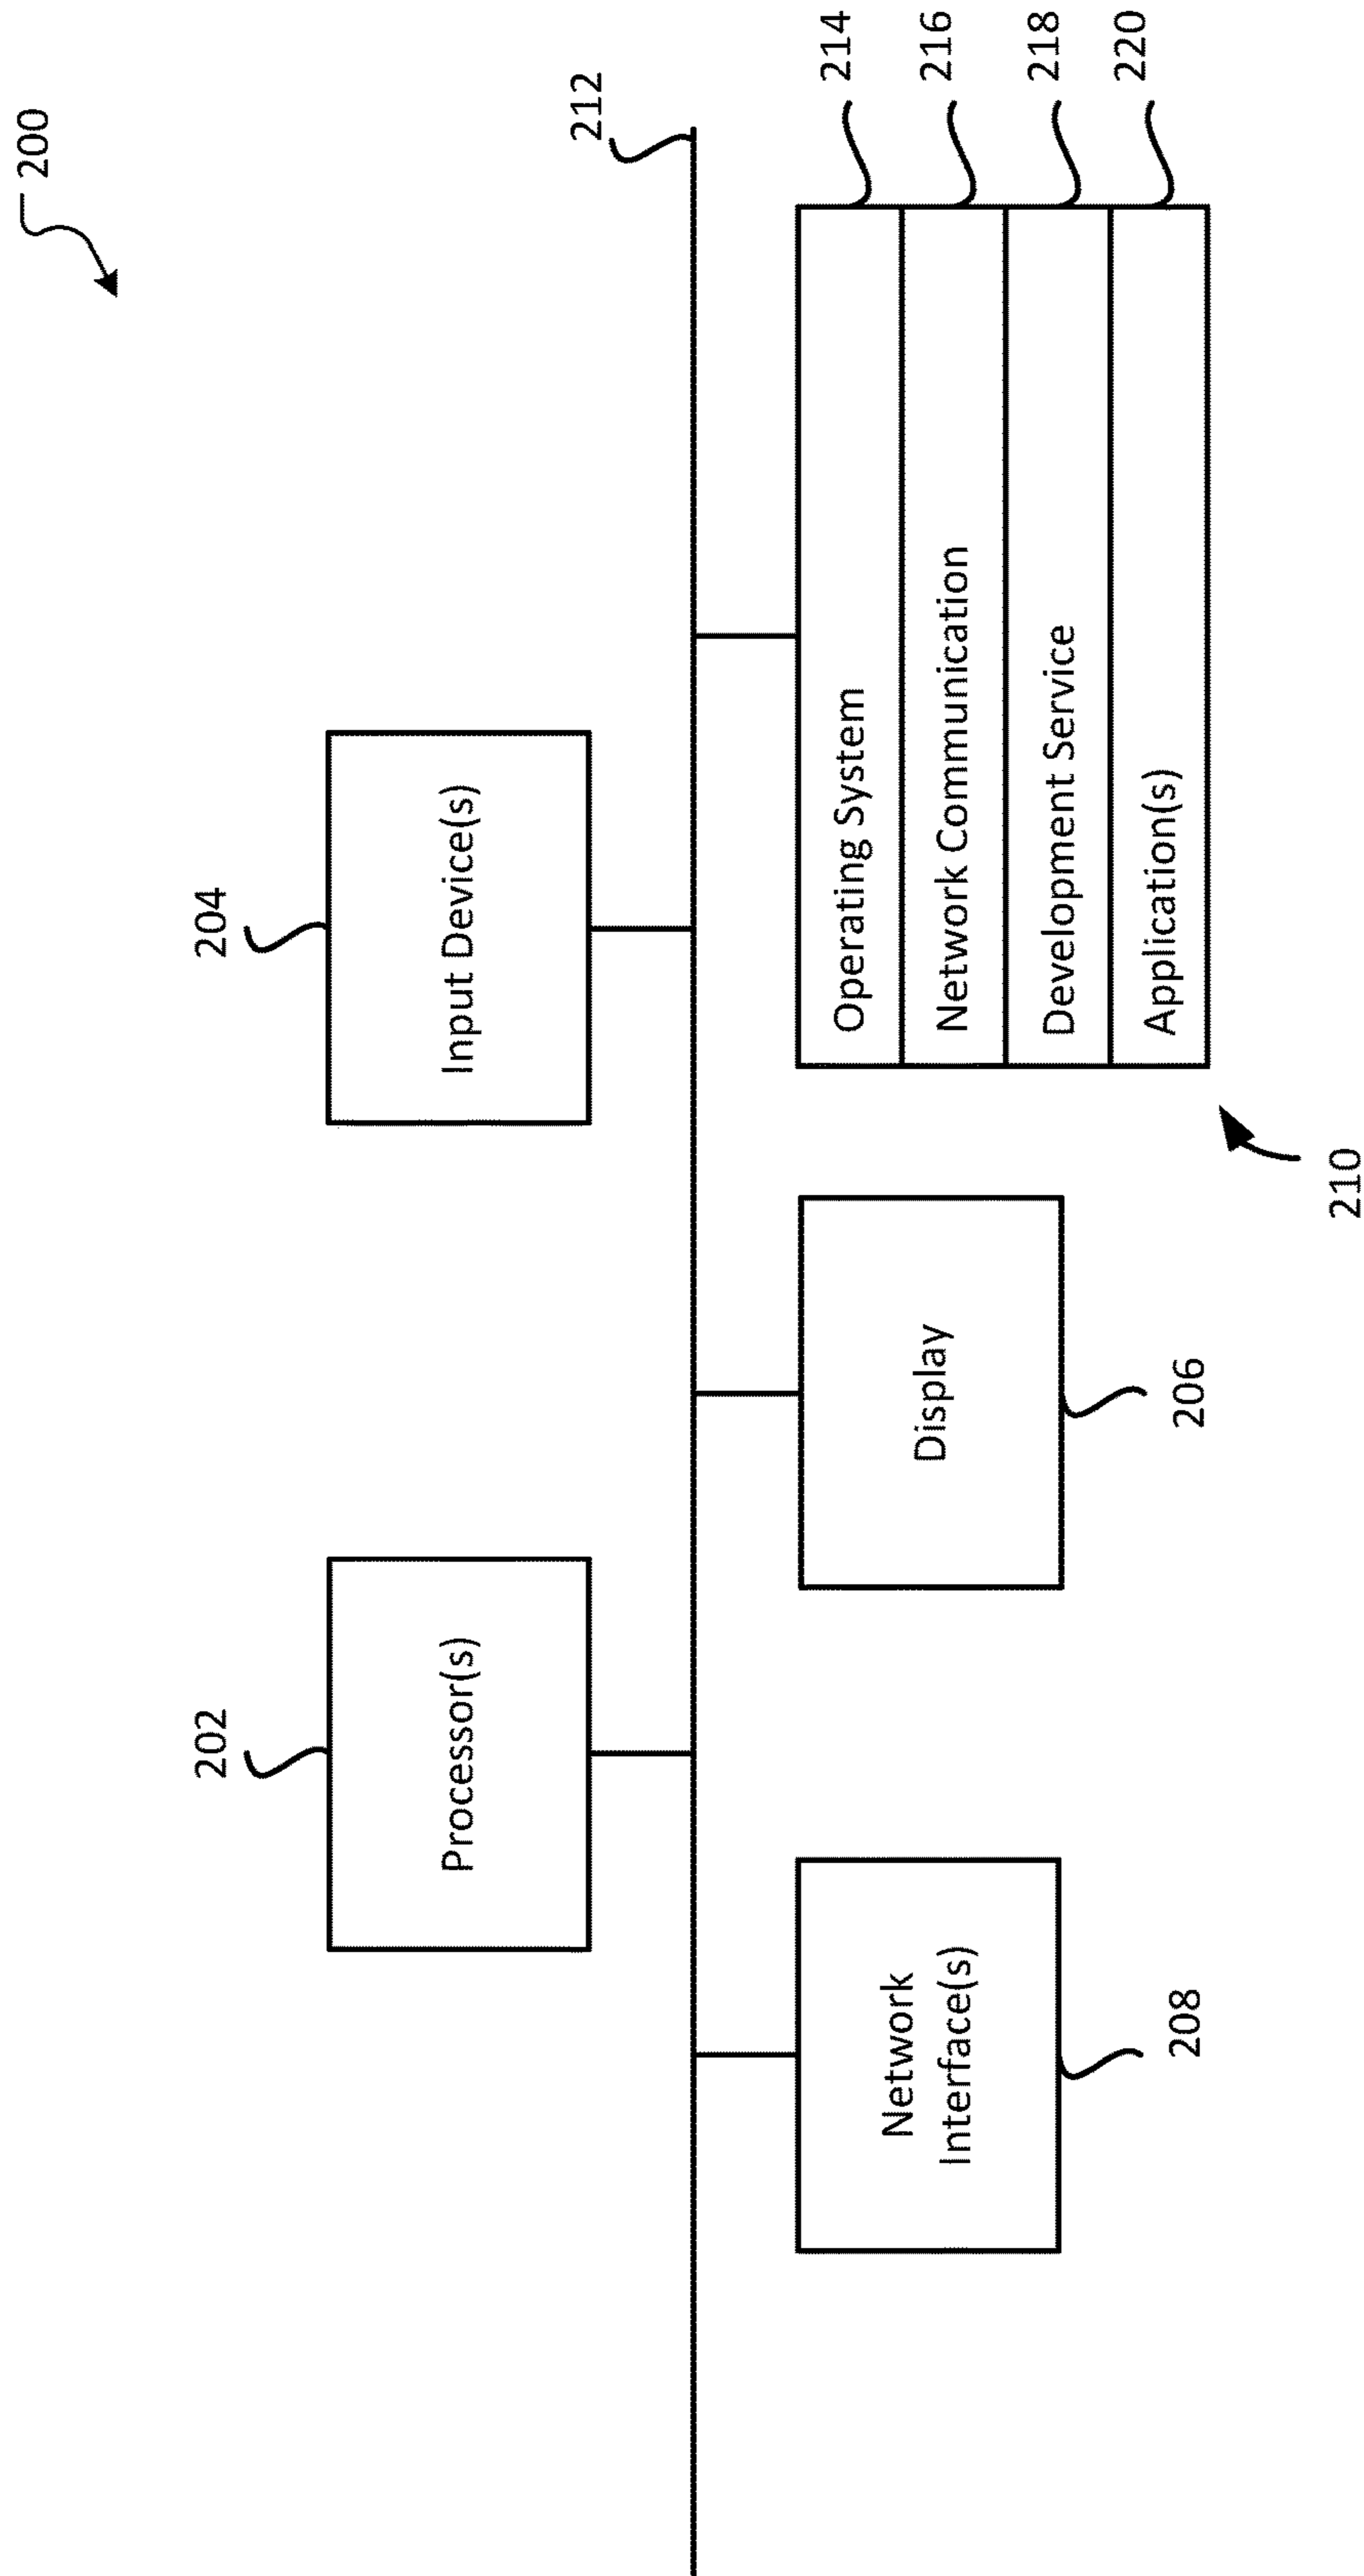 200
202
Processor(s)
204
Input Device(s)
212
Network
Interface(s)
208
Display
206
Operating System
214
Network Communication
216
Development Service
218
Application(s)
220
210